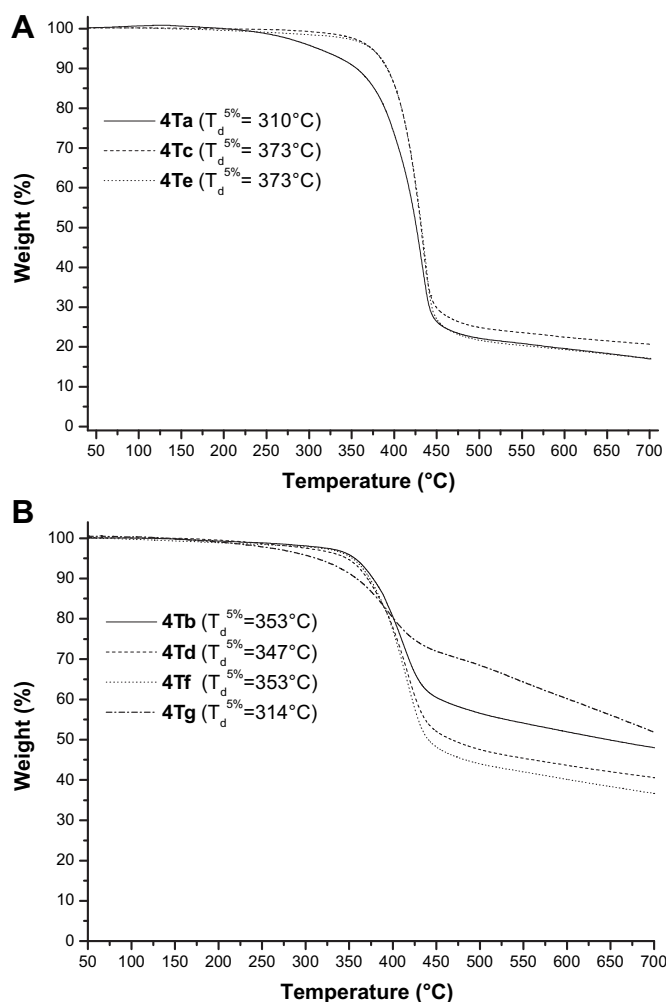 A
100
90
80
70
60
50
40
30
20
10
0
Weight (%)
4Ta (Td5%= 310°C)
4Tc (Td5%= 373°C)
4Te (Td5%= 373°C)
50 100 150 200 250 300 350 400 450 500 550 600 650 700
Temperature (°C)
B
100
90
80
70
60
50
40
30
20
10
0
Weight (%)
4Tb (Td5%=353°C)
4Td (Td5%=347°C)
4Tf (Td5%=353°C)
4Tg (Td5%=314°C)
50 100 150 200 250 300 350 400 450 500 550 600 650 700
Temperature (°C)